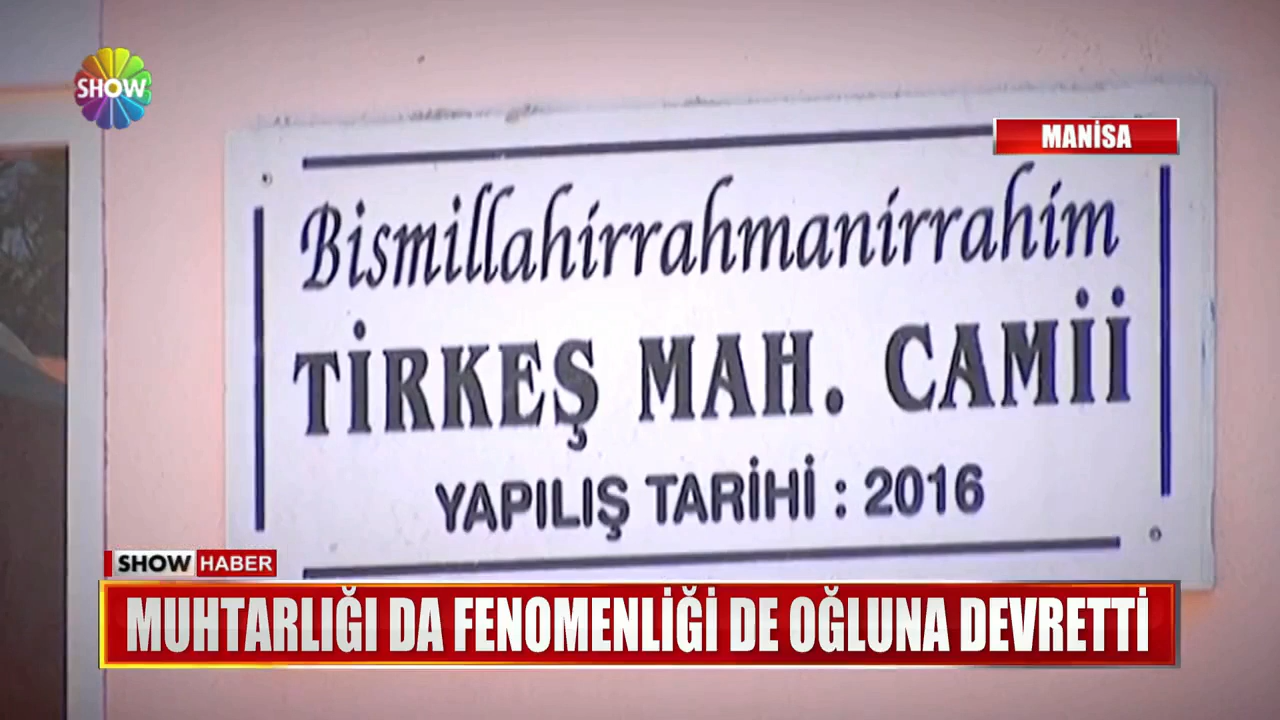 SHOW
MANİSA
Bismillahirrahmanirrahim
TİRKEŞ MAH. CAMİİ
YAPILIŞ TARİHİ : 2016
SHOW HABER
MUHTARLIĞI DA FENOMENLİĞİ DE OĞLUNA DEVRETTİ